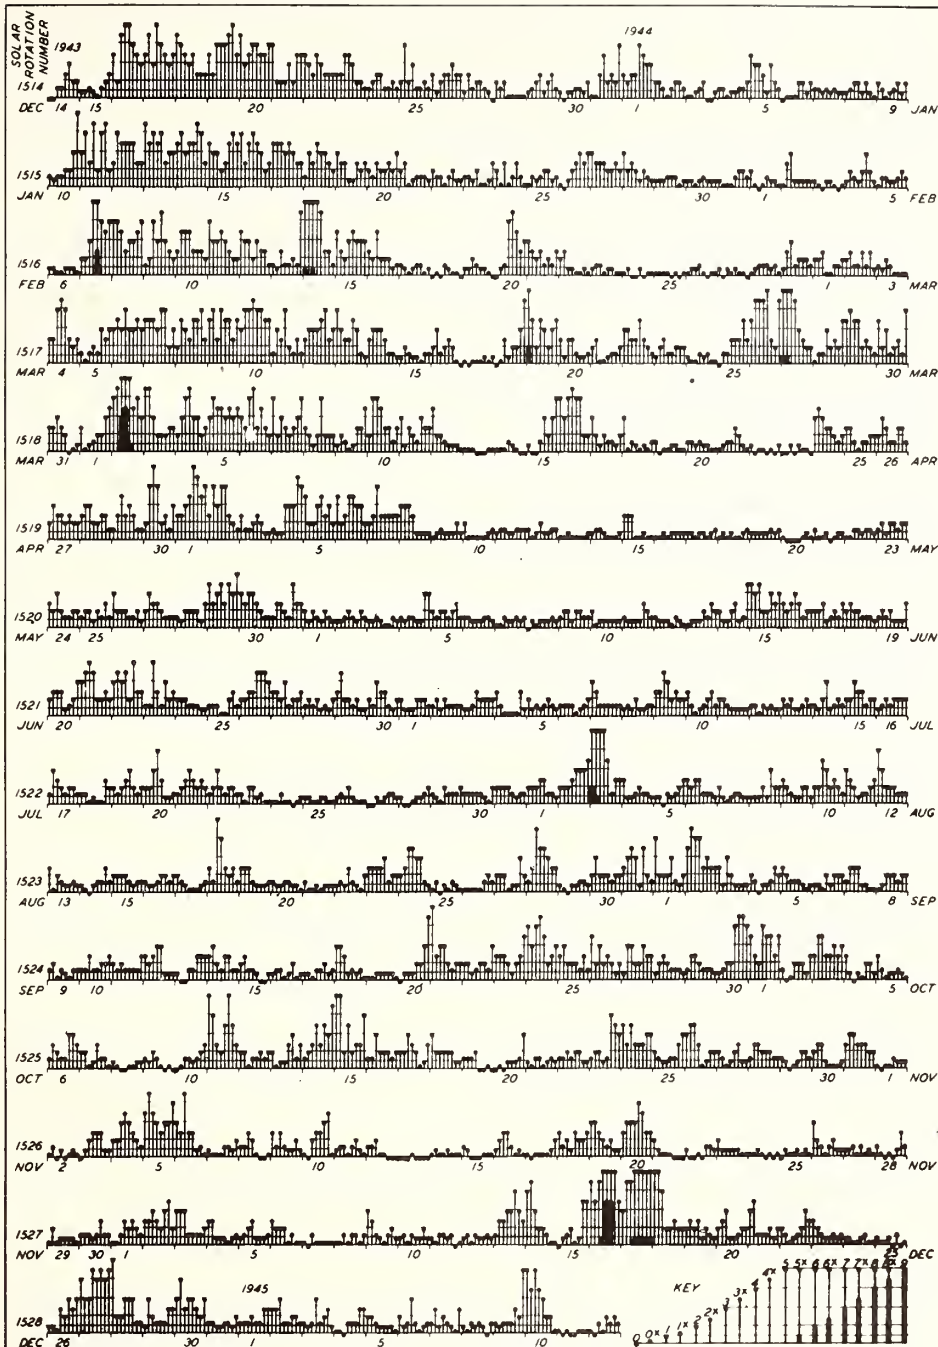 SOLAR
ROTATION
NUMBER
1943
1944
1514
DEC 14 15 20 25 30 1 5 9 JAN
1515
JAN 10 15 20 25 30 1 5 FEB
1516
FEB 6 10 15 20 25 1 3 MAR
1517
MAR 4 5 10 15 20 25 30 MAR
1518
MAR 31 1 5 10 15 20 25 26 APR
1519
APR 27 30 1 5 10 15 20 23 MAY
1520
MAY 24 25 30 1 5 10 15 19 JUN
1521
JUN 20 25 30 1 5 10 15 16 JUL
1522
JUL 17 20 25 30 1 5 10 12 AUG
1523
AUG 13 15 20 25 30 1 5 8 SEP
1524
SEP 9 10 15 20 25 30 1 5 OCT
1525
OCT 6 10 15 20 25 30 1 NOV
1526
NOV 2 5 10 15 20 25 28 NOV
1527
NOV 29 30 1 5 10 15 20 25 DEC
1945
KEY
0 0x 1 1x 2 2x 3 3x 4 4x 5 5x 6 6x 7 7x 8 8x 9
1528
DEC 26 30 1 5 10